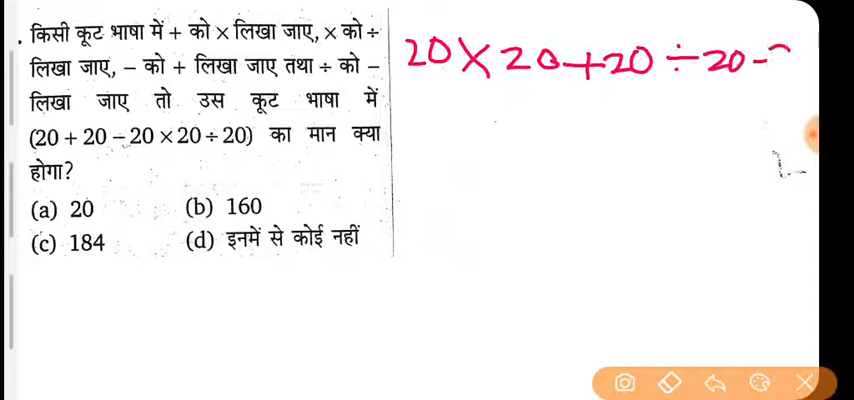 . किसी कूट भाषा में + को × लिखा जाए, × को ÷
लिखा जाए, – को + लिखा जाए तथा ÷ को –
लिखा जाए तो उस कूट भाषा में
(20 + 20 – 20 × 20 ÷ 20) का मान क्या
होगा?
(a) 20 (b) 160
(c) 184 (d) इनमें से कोई नहीं
20 × 20 + 20 ÷ 20 –